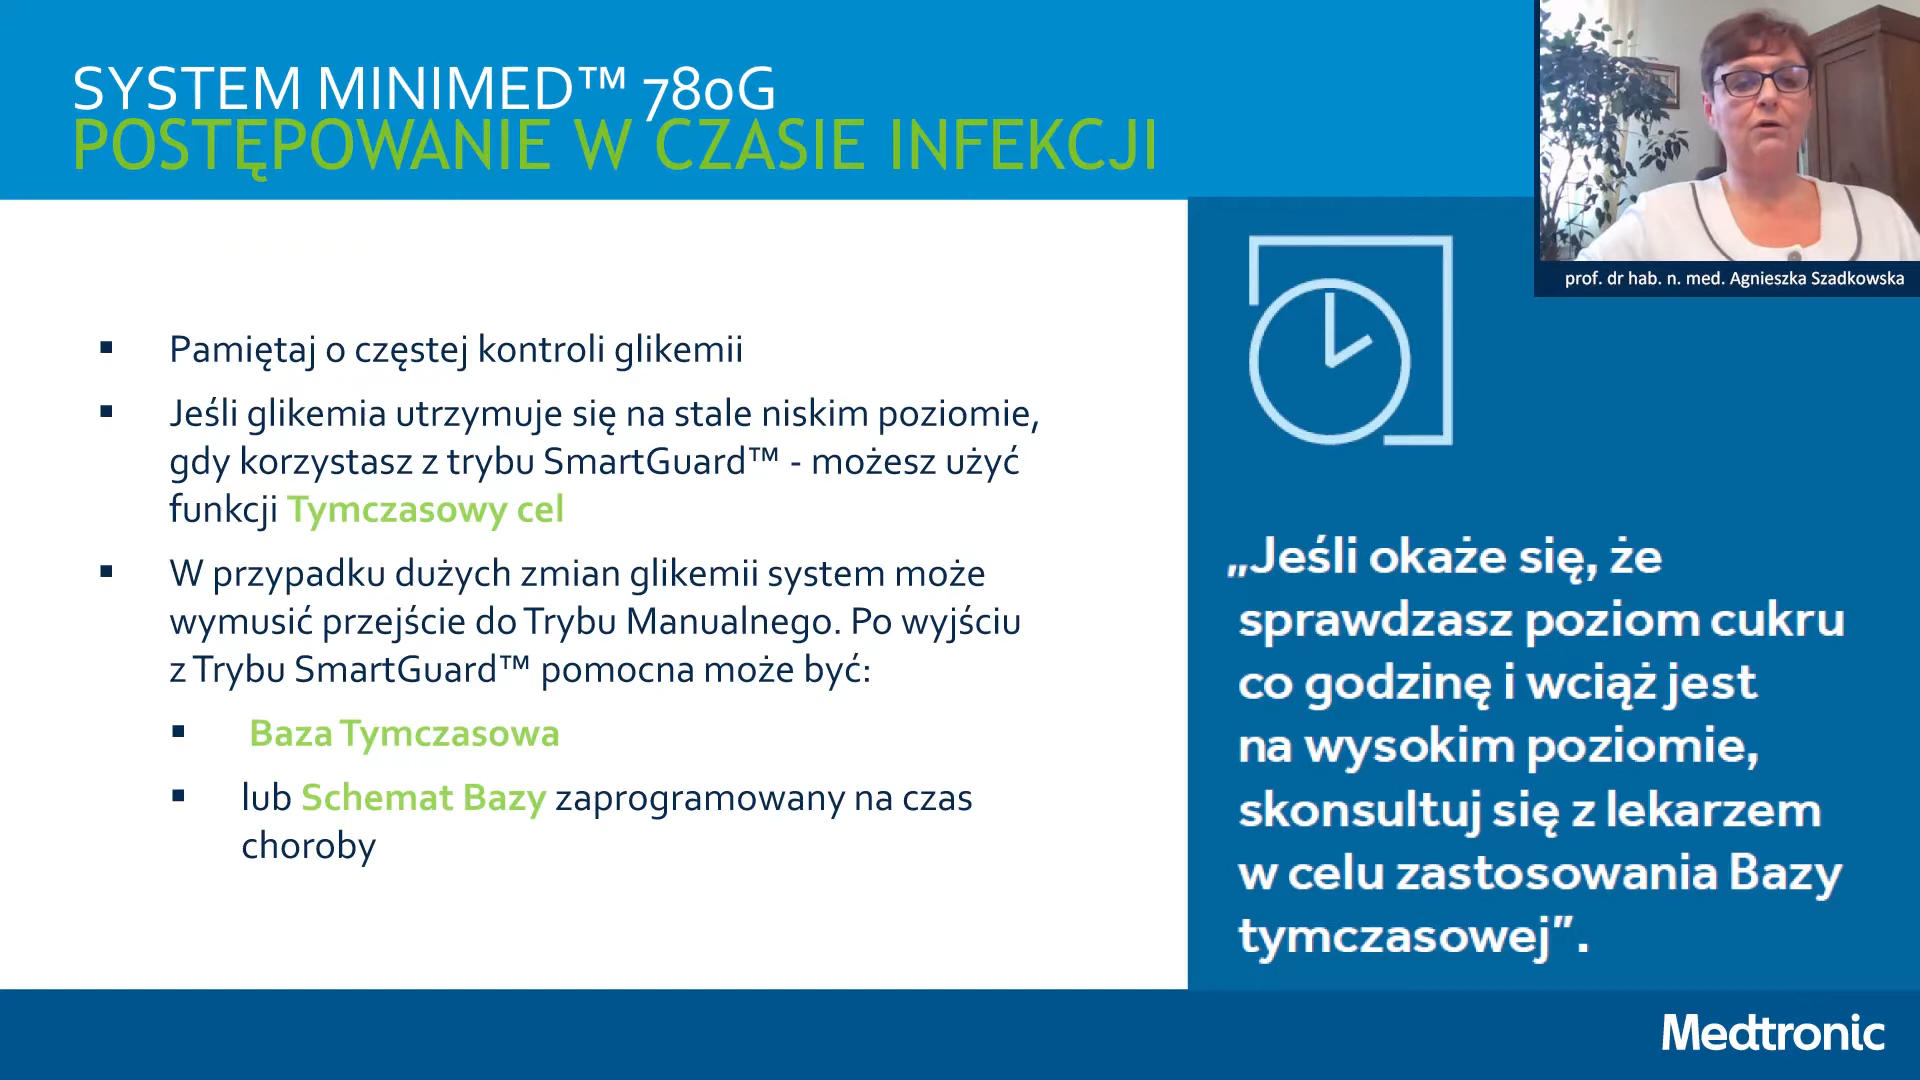 SYSTEM MINIMED™ 780G
POSTĘPOWANIE W CZASIE INFEKCJI
prof. dr hab. n. med. Agnieszka Szadkowska
▪ Pamiętaj o częstej kontroli glikemii
▪ Jeśli glikemia utrzymuje się na stale niskim poziomie,
gdy korzystasz z trybu SmartGuard™ - możesz użyć
funkcji Tymczasowy cel
▪ W przypadku dużych zmian glikemii system może
wymusić przejście do Trybu Manualnego. Po wyjściu
z Trybu SmartGuard™ pomocna może być:
▪ Baza Tymczasowa
▪ lub Schemat Bazy zaprogramowany na czas
choroby
„Jeśli okaże się, że
sprawdzasz poziom cukru
co godzinę i wciąż jest
na wysokim poziomie,
skonsultuj się z lekarzem
w celu zastosowania Bazy
tymczasowej”.
Medtronic